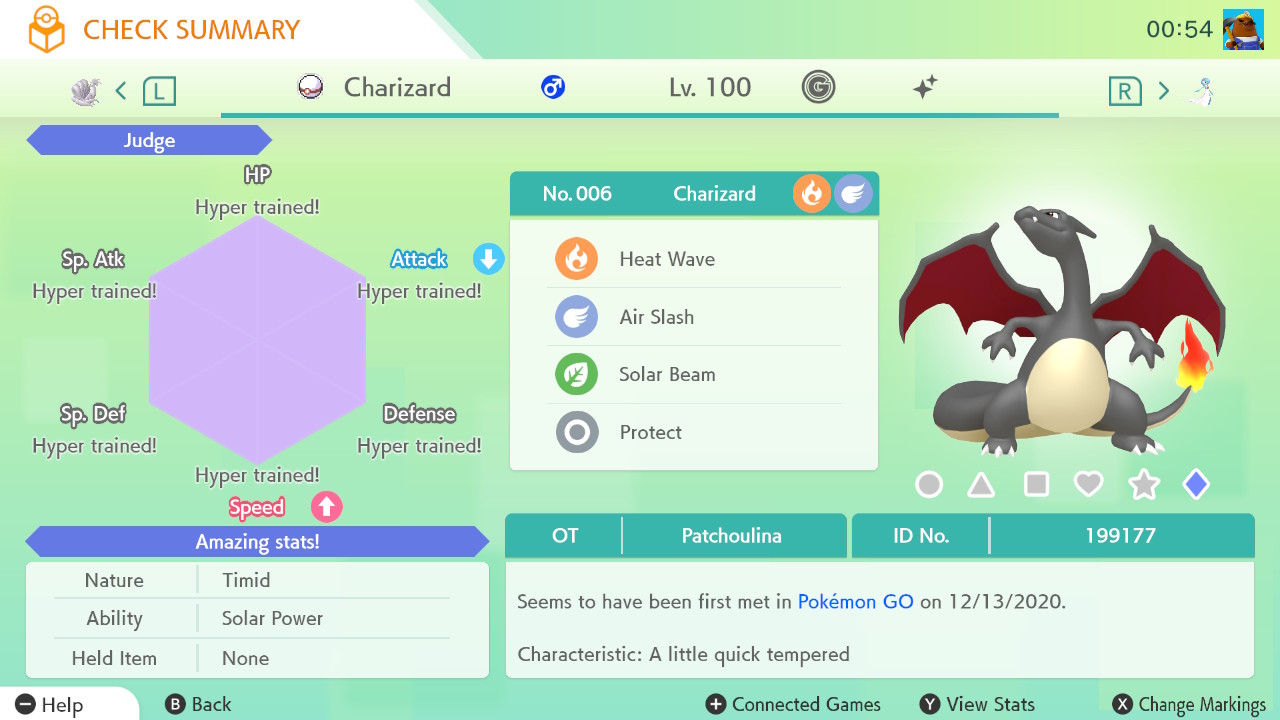 CHECK SUMMARY
00:54
L
Charizard
Lv. 100
G
R
Judge
HP
Hyper trained!
Sp. Atk
Hyper trained!
Attack
Hyper trained!
Sp. Def
Hyper trained!
Defense
Hyper trained!
Hyper trained!
Speed
Amazing stats!
Nature Timid
Ability Solar Power
Held Item None
No. 006 Charizard
Heat Wave
Air Slash
Solar Beam
Protect
OT Patchoulina ID No. 199177
Seems to have been first met in Pokémon GO on 12/13/2020.
Characteristic: A little quick tempered
Help B Back Connected Games Y View Stats X Change Markings